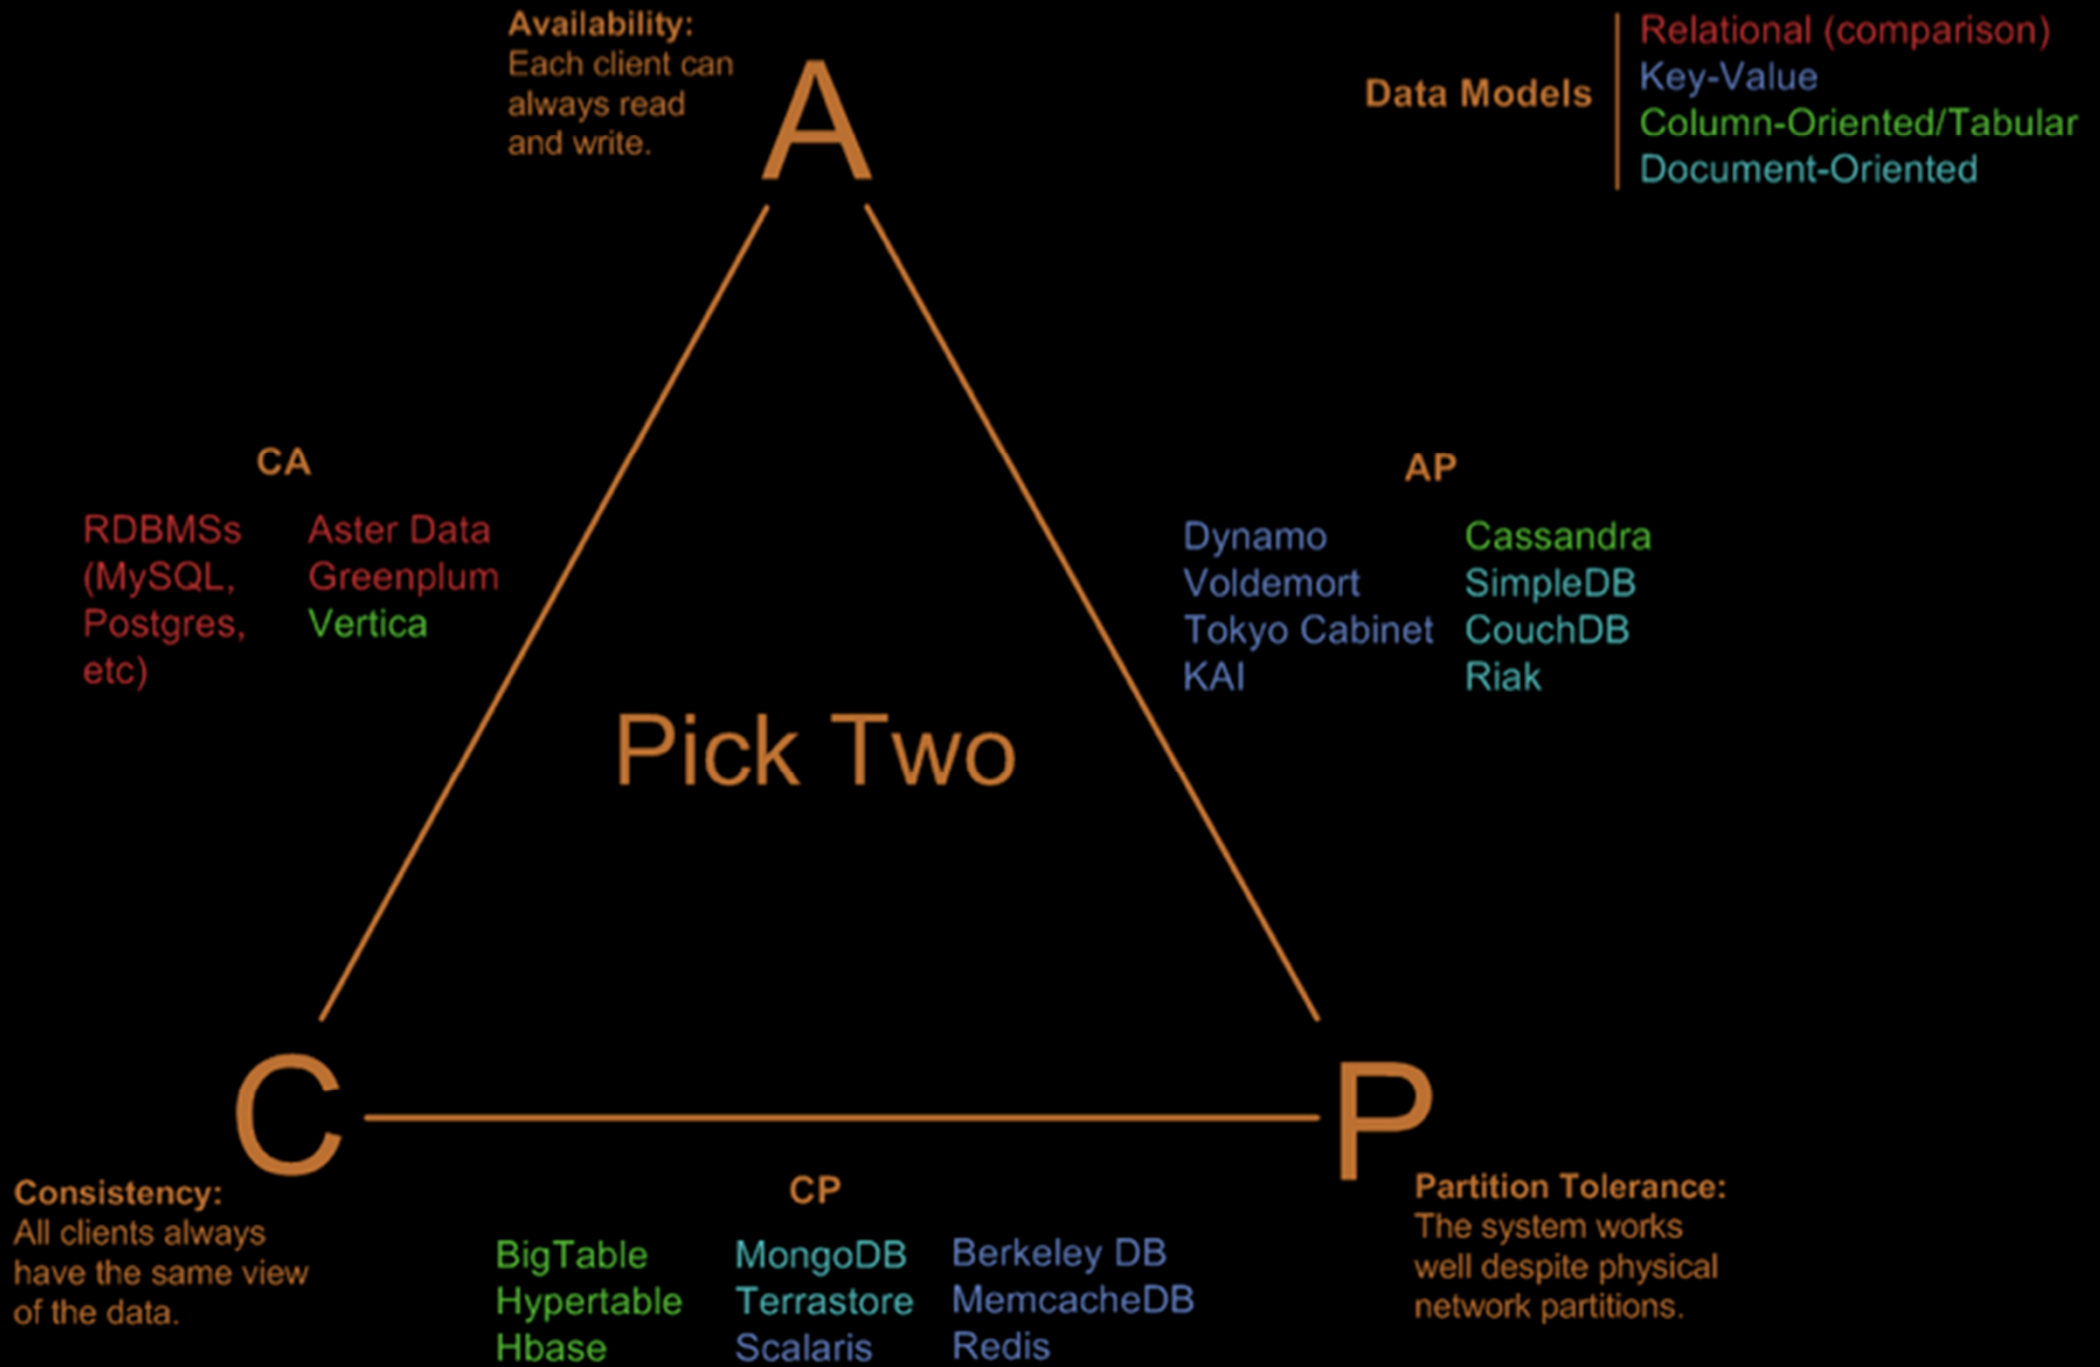 Availability:
Each client can
always read
and write.
A
Data Models
Relational (comparison)
Key-Value
Column-Oriented/Tabular
Document-Oriented
CA
RDBMSs
(MySQL,
Postgres,
etc)
Aster Data
Greenplum
Vertica
AP
Dynamo
Voldemort
Tokyo Cabinet
KAI
Cassandra
SimpleDB
CouchDB
Riak
Pick Two
C
Consistency:
All clients always
have the same view
of the data.
CP
BigTable
Hypertable
Hbase
MongoDB
Terrastore
Scalaris
Berkeley DB
MemcacheDB
Redis
P
Partition Tolerance:
The system works
well despite physical
network partitions.